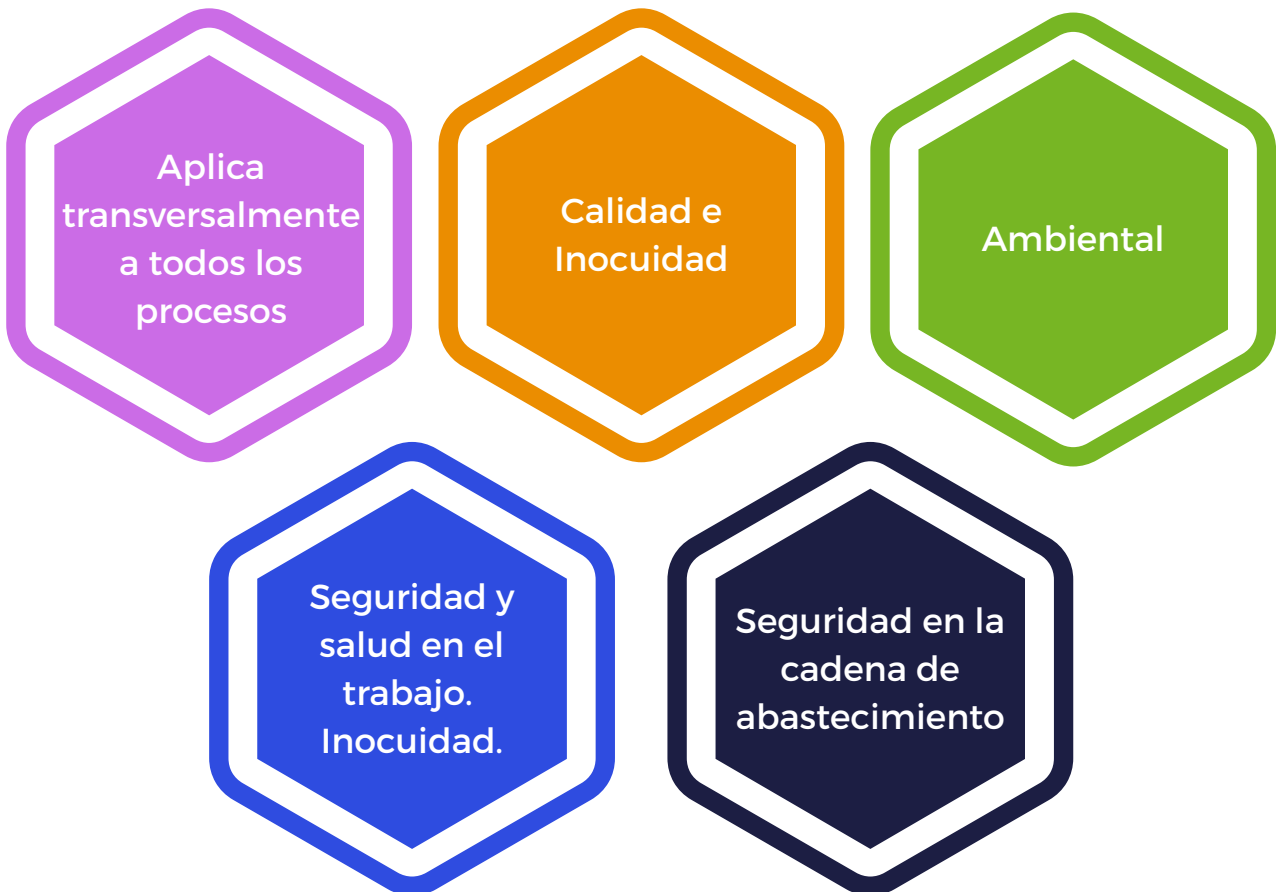 Aplica
transversalmente
a todos los
procesos
Calidad e
Inocuidad
Ambiental
Seguridad y
salud en el
trabajo.
Inocuidad.
Seguridad en la
cadena de
abastecimiento